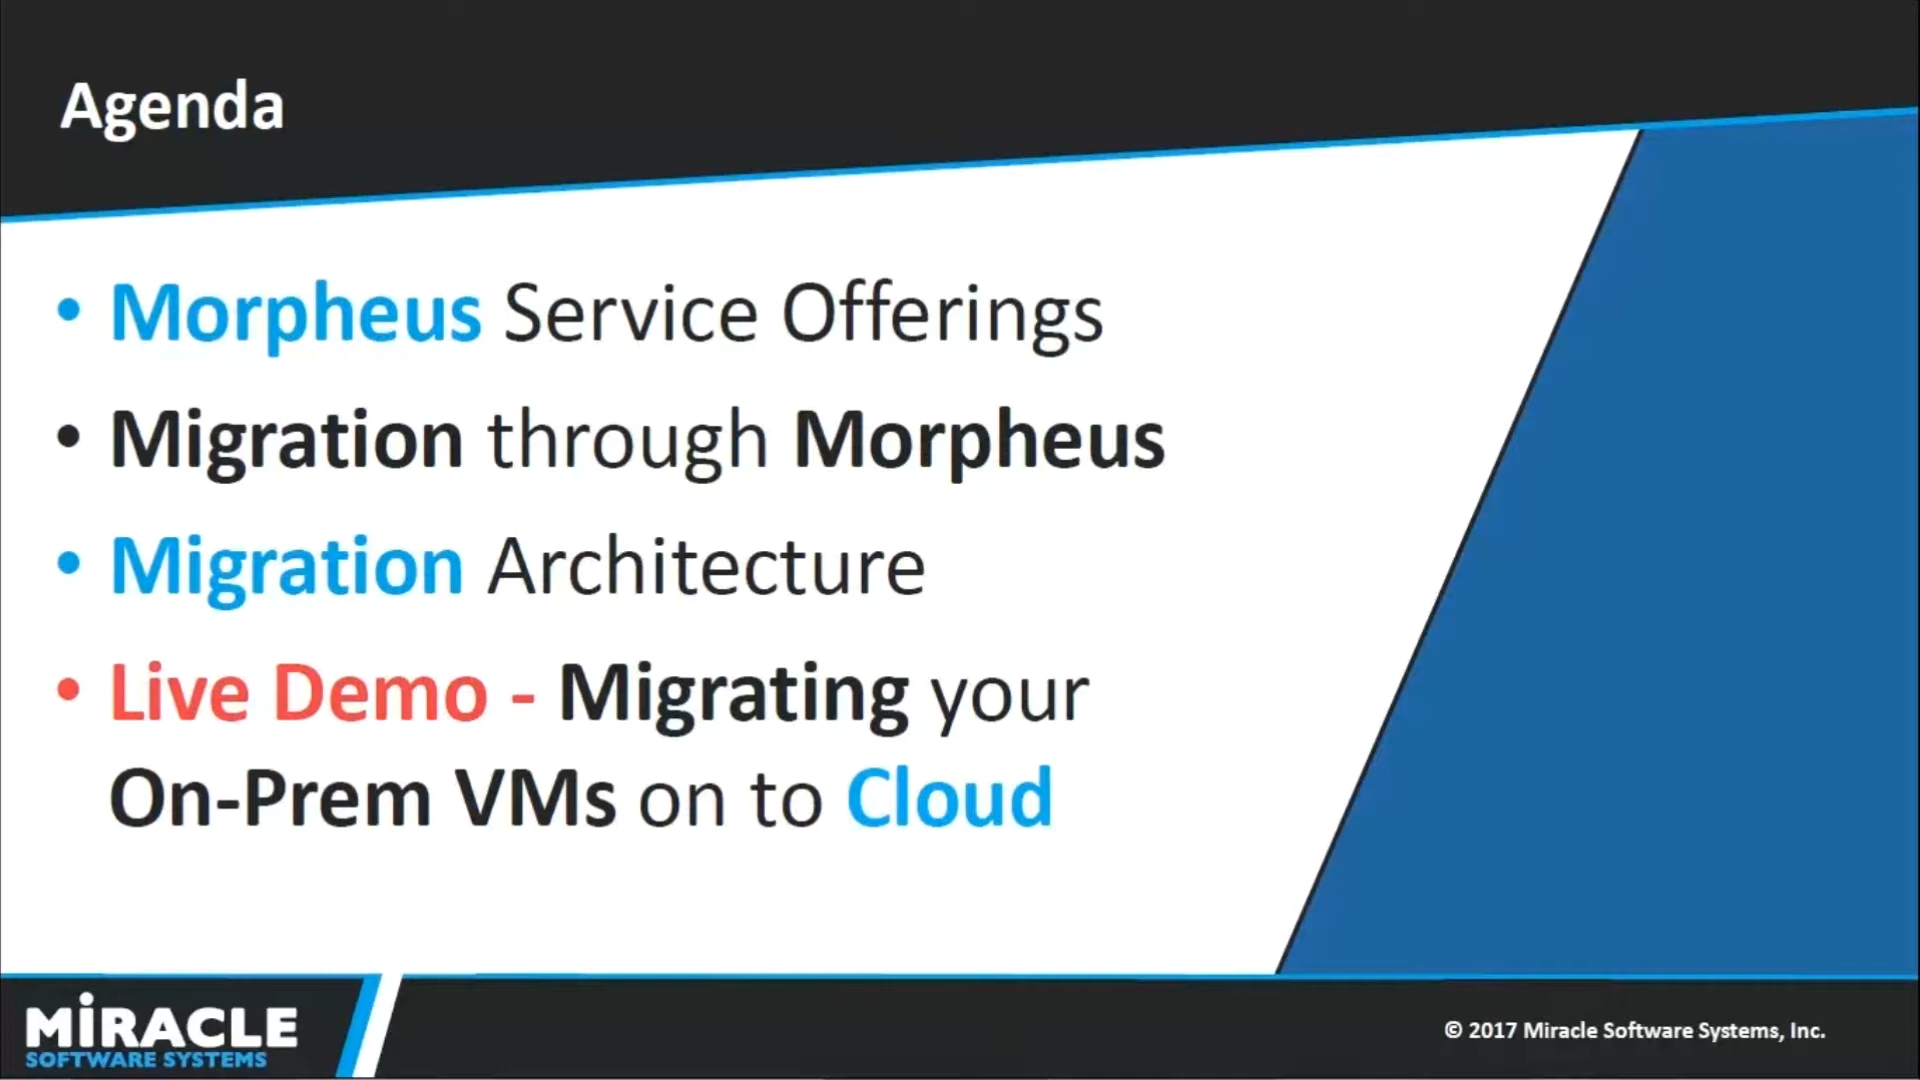 Agenda
• Morpheus Service Offerings
• Migration through Morpheus
• Migration Architecture
• Live Demo - Migrating your
On-Prem VMs on to Cloud
MiRACLE
SOFTWARE SYSTEMS
© 2017 Miracle Software Systems, Inc.